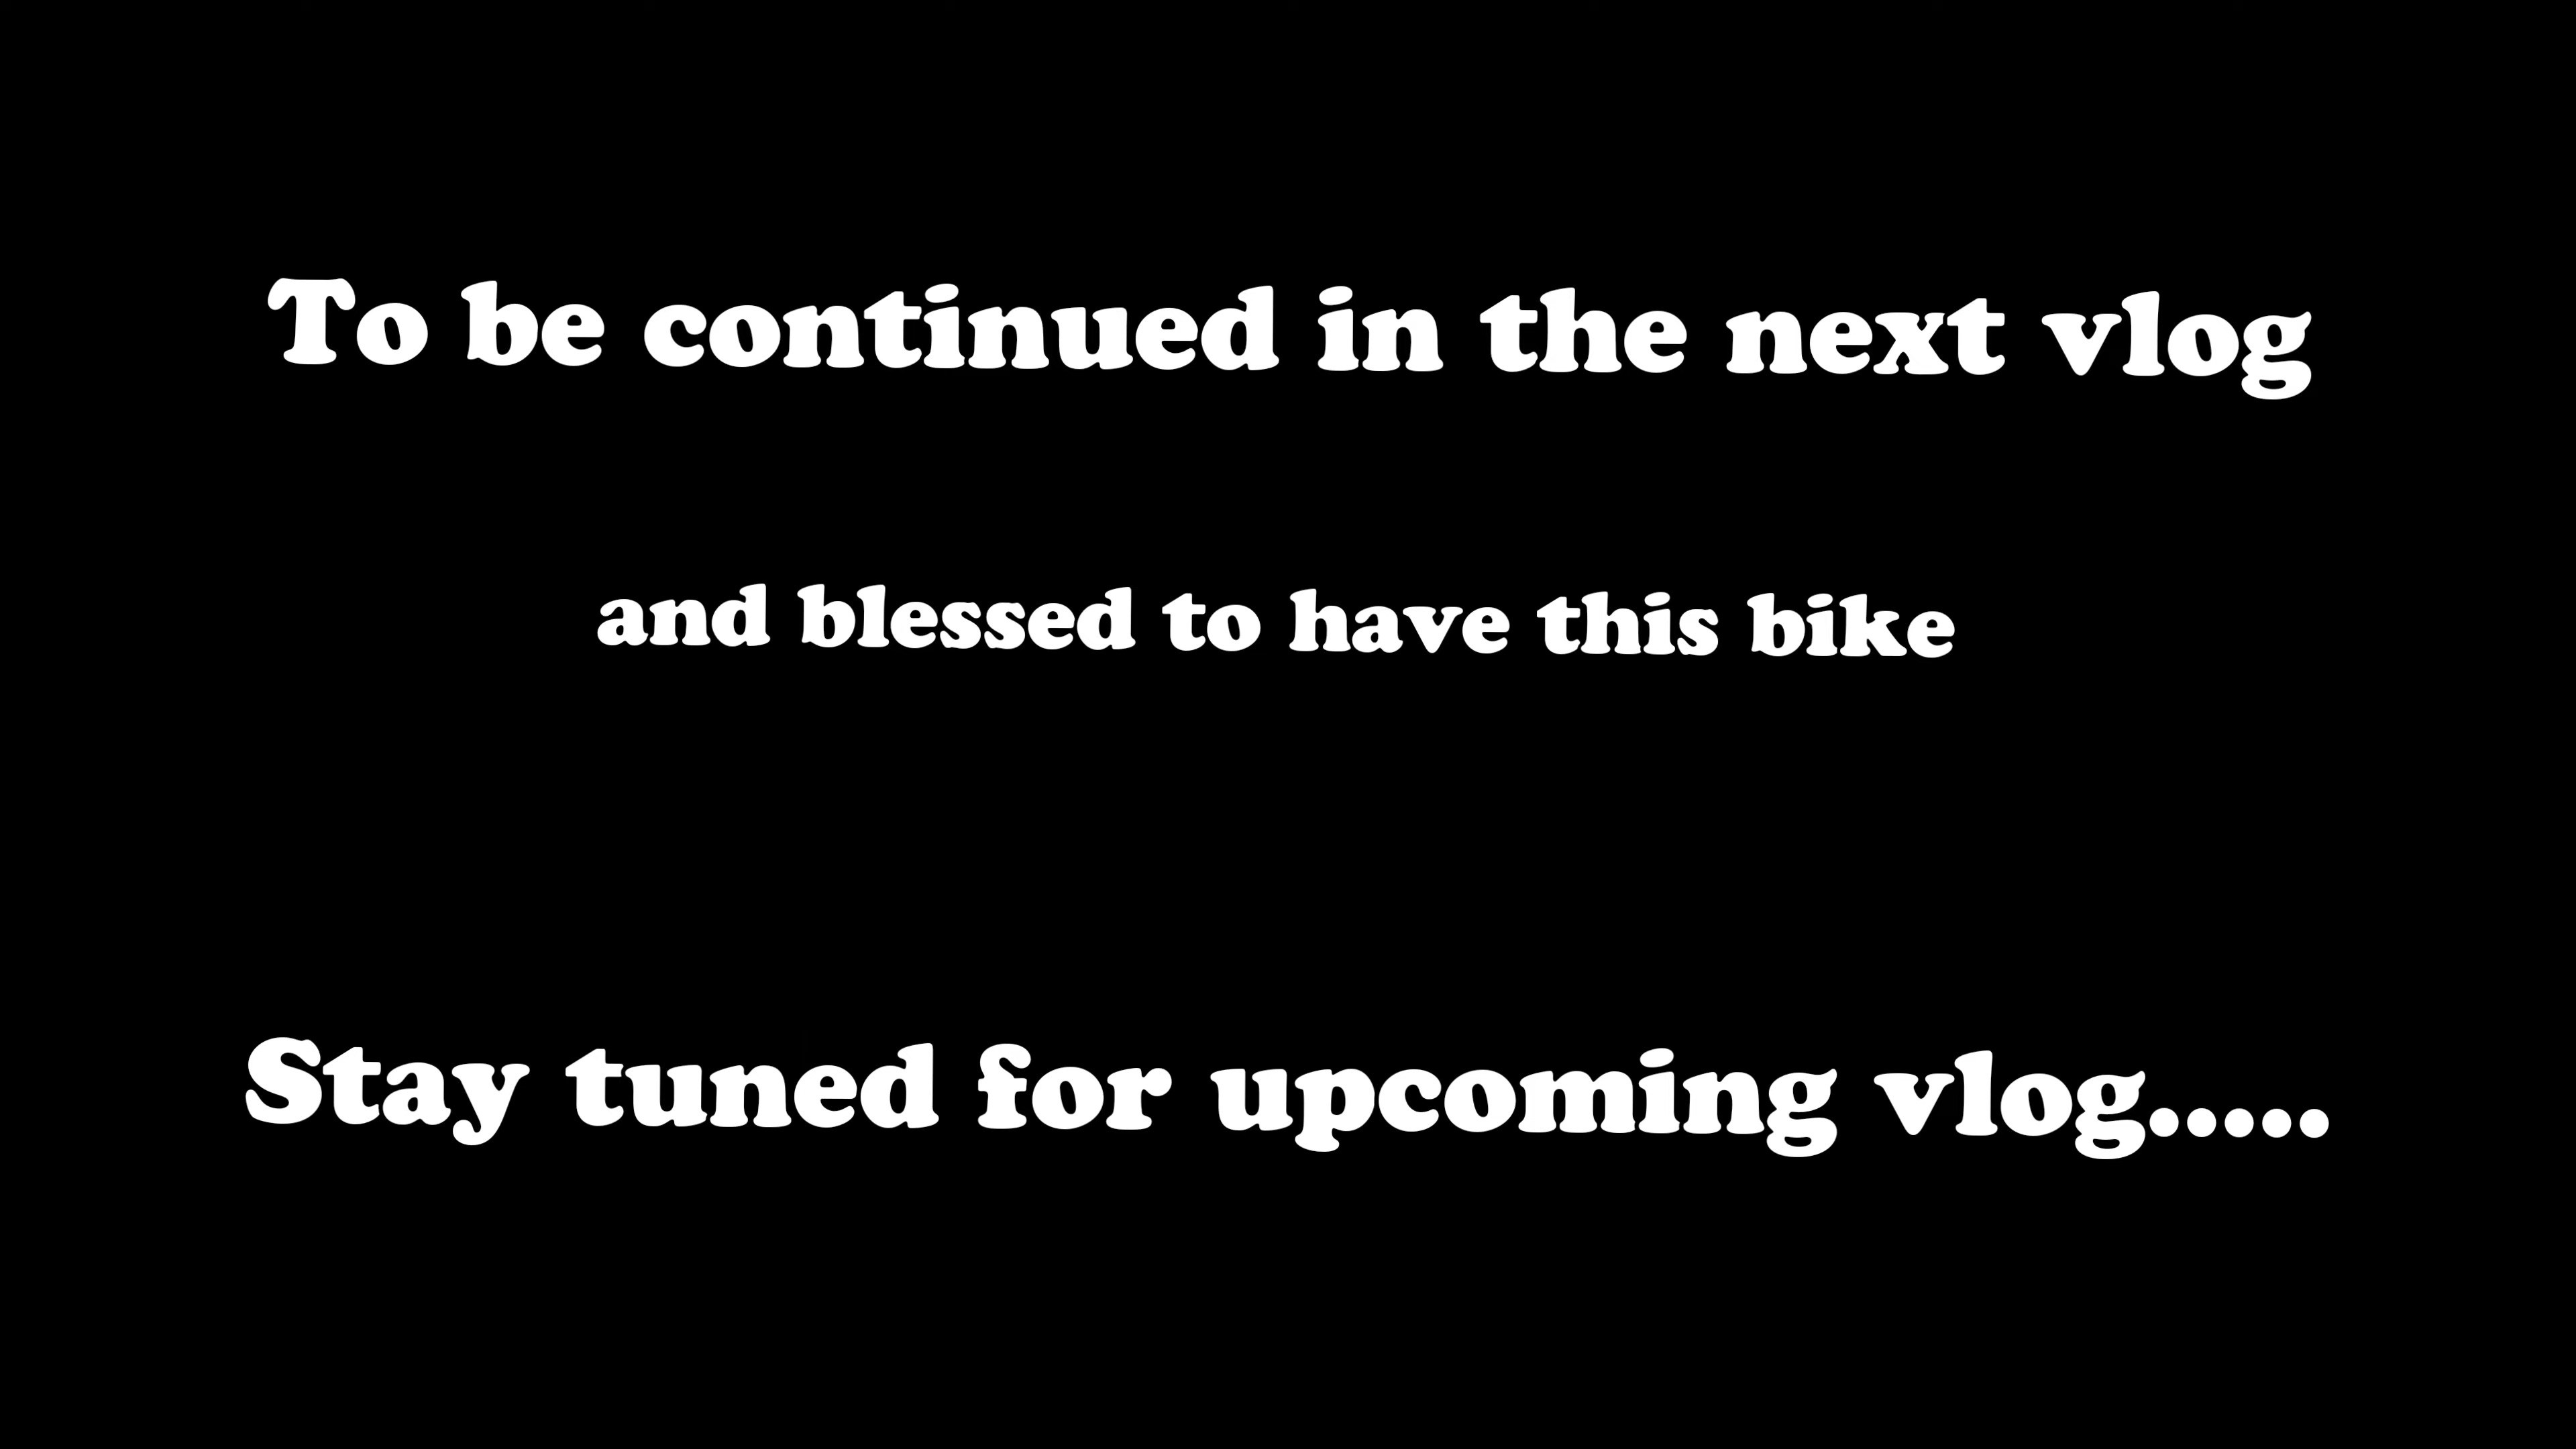 To be continued in the next vlog
and blessed to have this bike
Stay tuned for upcoming vlog.....